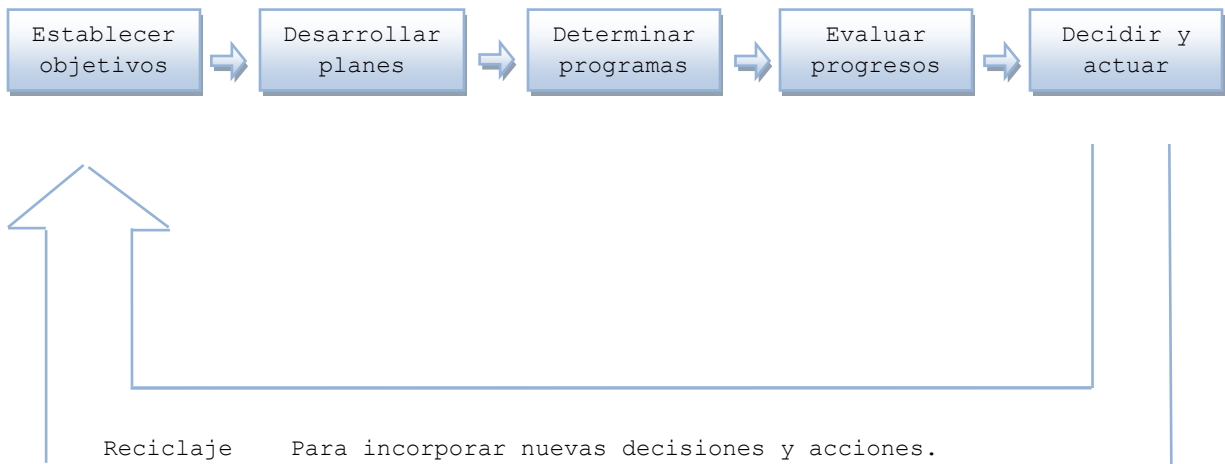 Establecer
objetivos
Desarrollar
planes
Determinar
programas
Evaluar
progresos
Decidir y
actuar
Reciclaje Para incorporar nuevas decisiones y acciones.